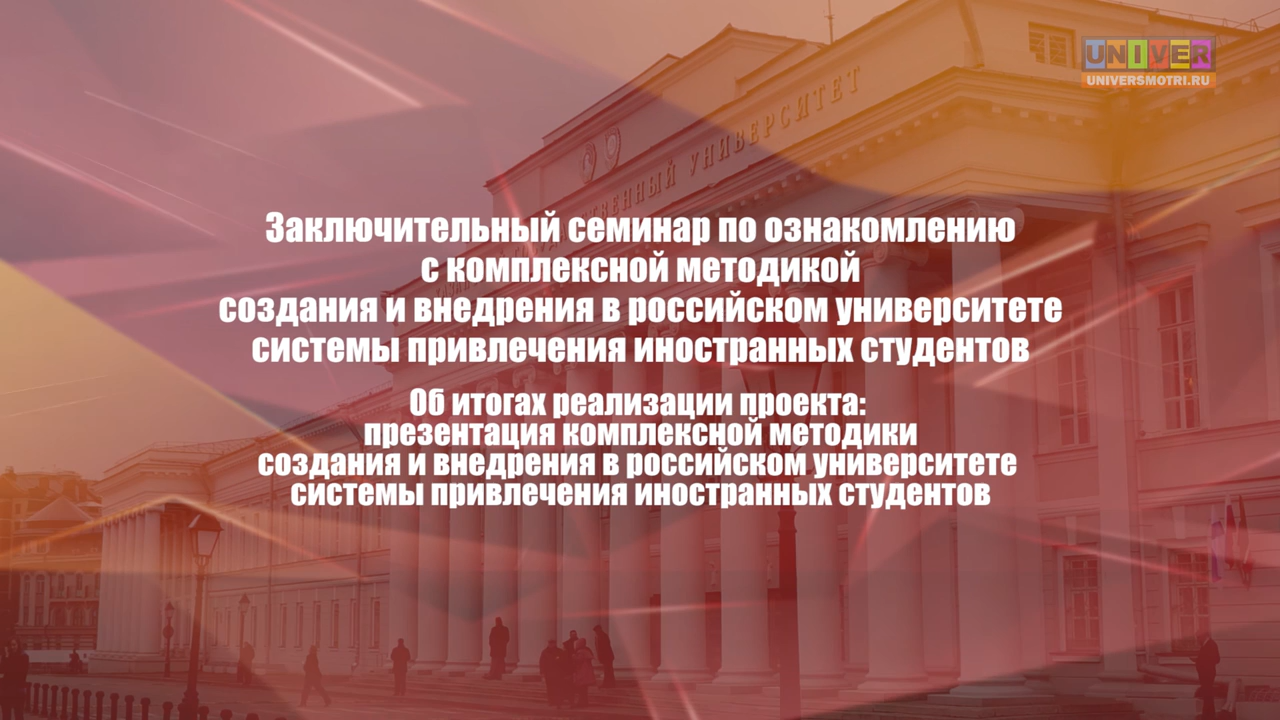 UNIVER
UNIVERSMOTRI.RU
УНИВЕРСИТЕТ
Заключительный семинар по ознакомлению
с комплексной методикой
создания и внедрения в российском университете
системы привлечения иностранных студентов
Об итогах реализации проекта:
презентация комплексной методики
создания и внедрения в российском университете
системы привлечения иностранных студентов